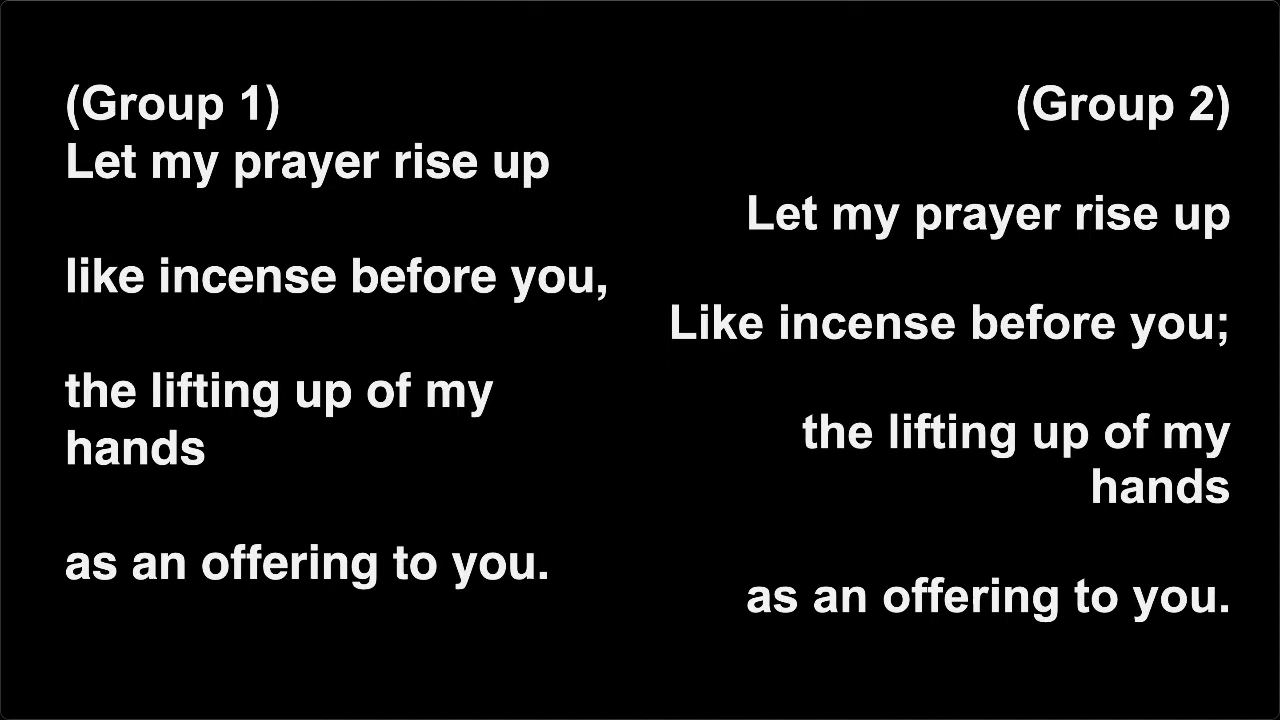 (Group 1)
Let my prayer rise up
like incense before you,
the lifting up of my
hands
as an offering to you.
(Group 2)
Let my prayer rise up
Like incense before you;
the lifting up of my
hands
as an offering to you.